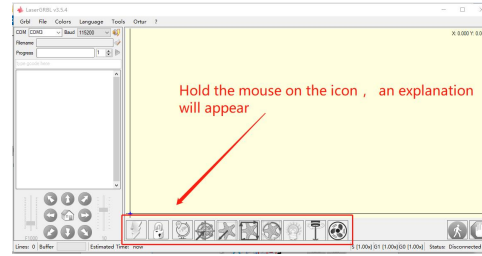 LaserGRBL v3.5.4
Grbl File Colors Language Tools Ortur ?
COM COM3 Baud 115200
X: 0.000 Y: 0.0
Filename
Progress 1
Hold the mouse on the icon， an explanation
will appear
Lines: 0 Buffer Estimated Time: now S [1.00x] G1 [1.00x] G0 [1.00x] Status: Disconnected